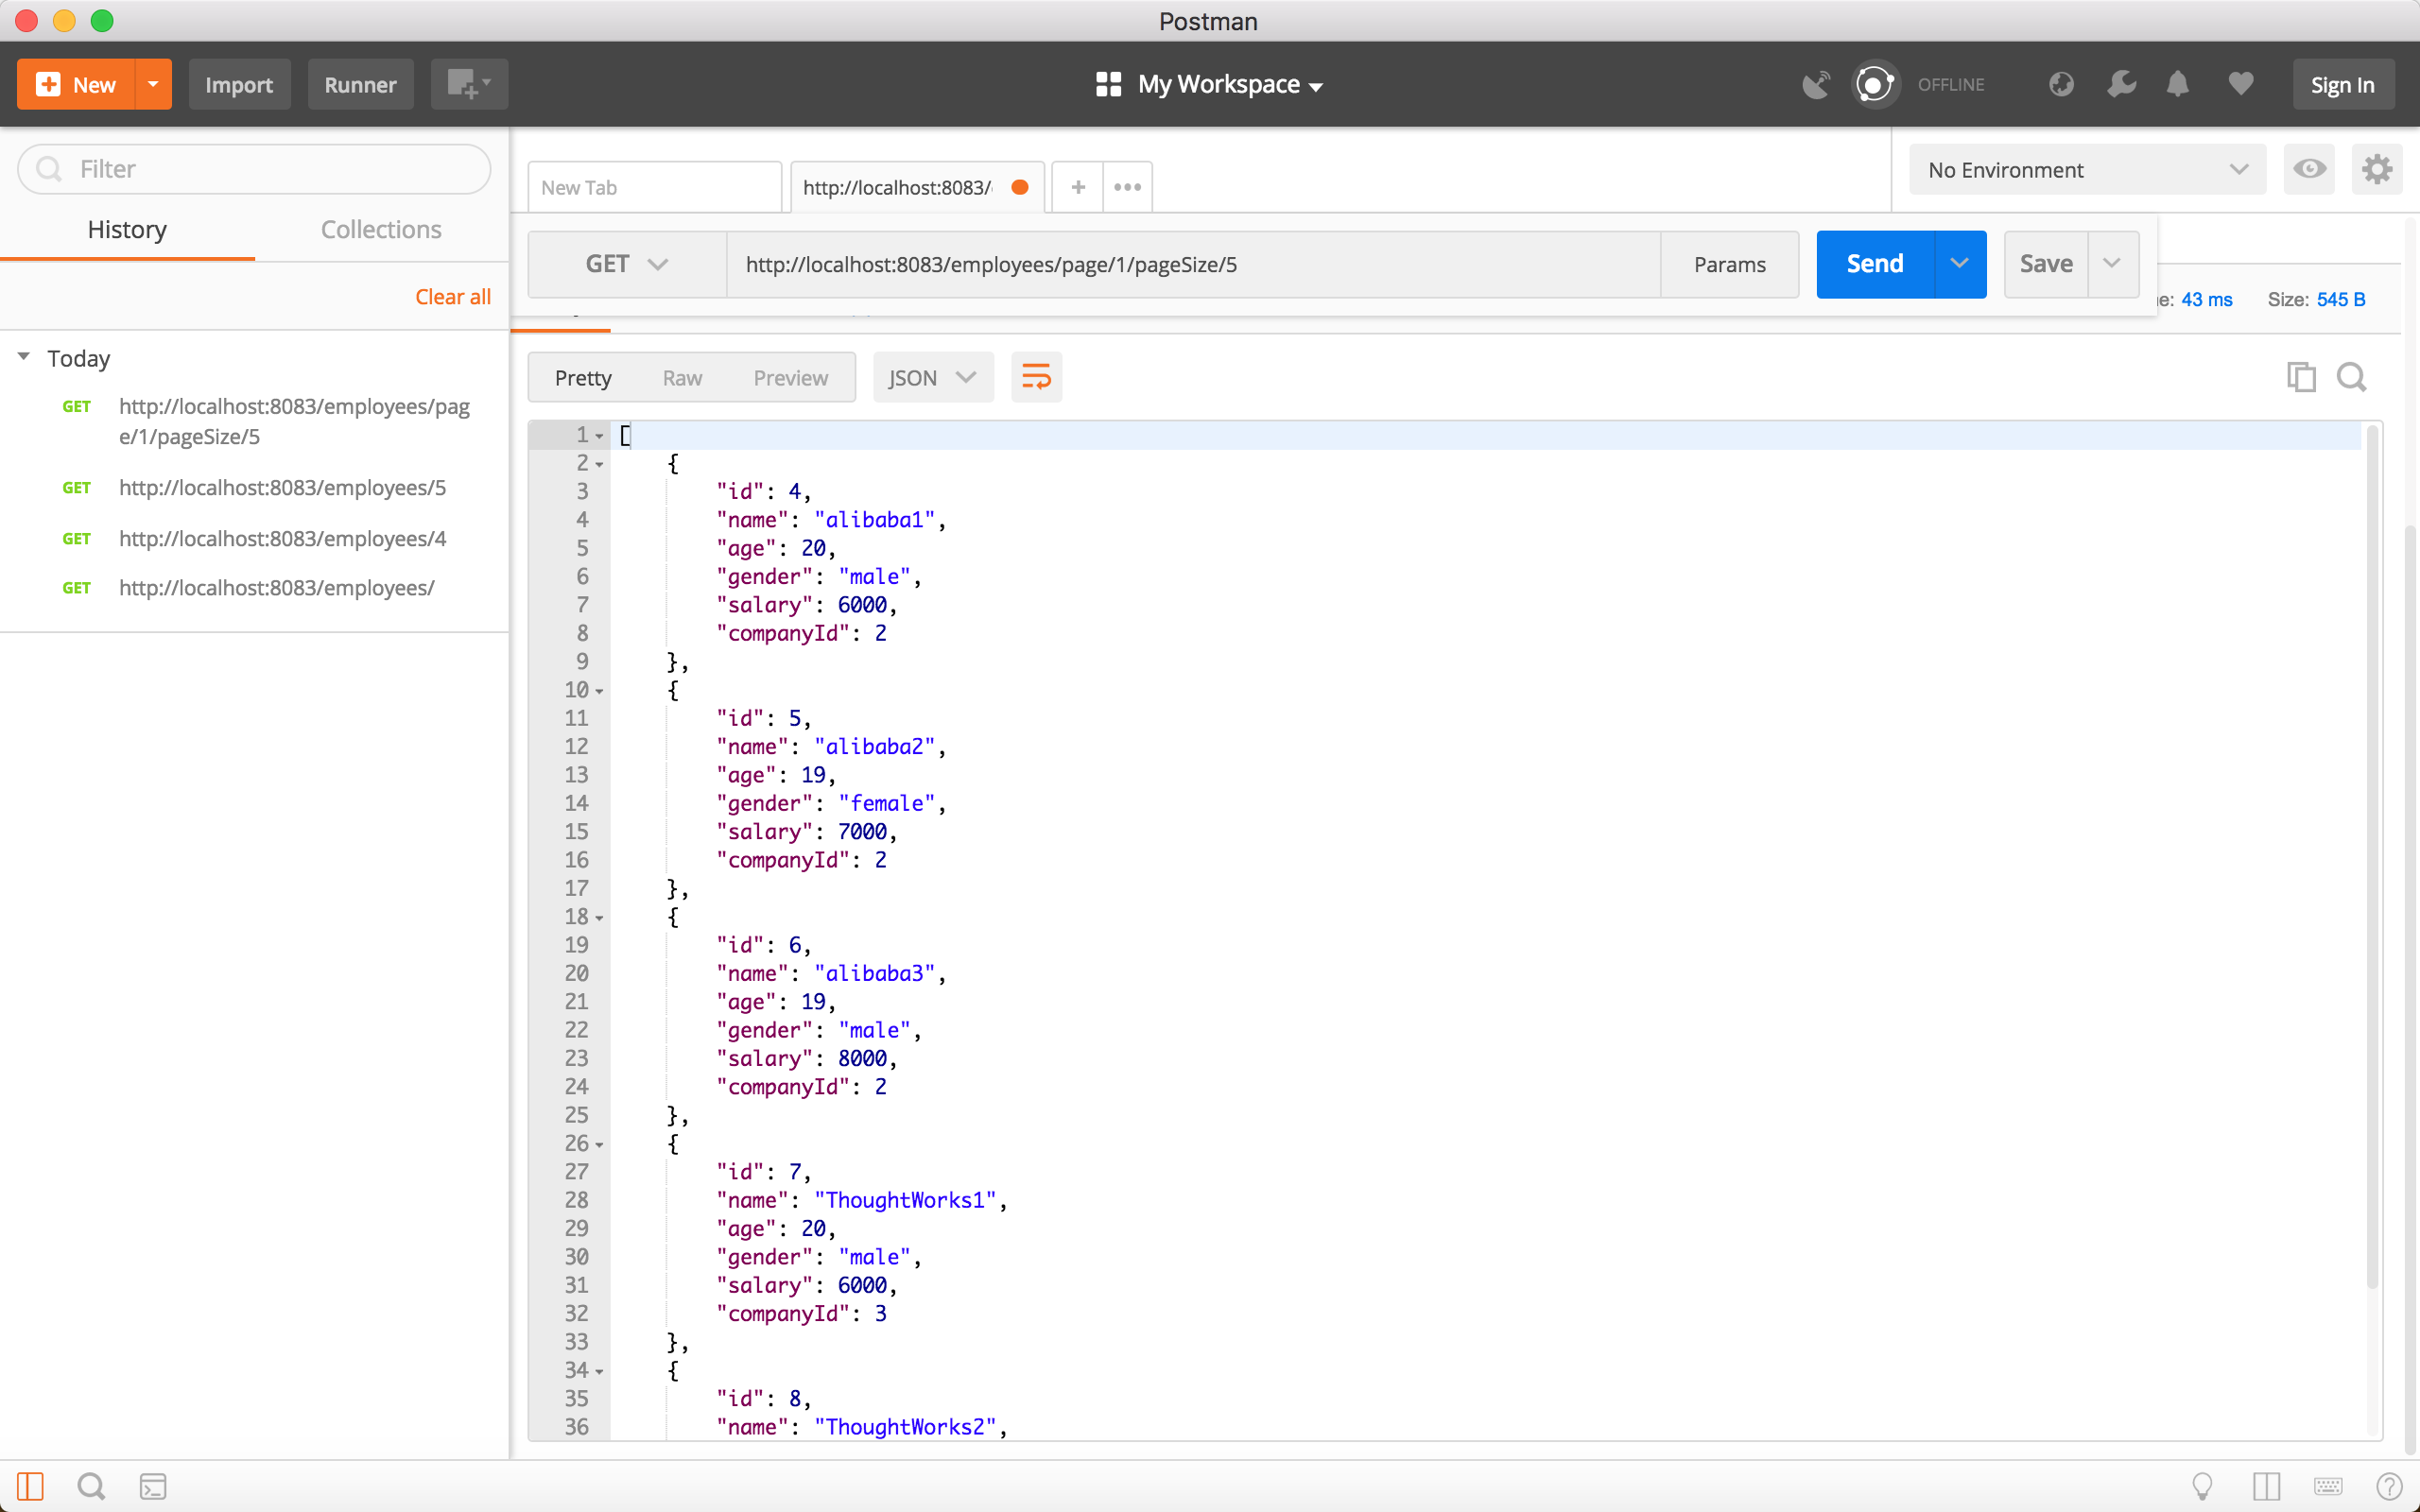 Postman
New
Import
Runner
My Workspace
OFFLINE
Sign In
Filter
History
Collections
Clear all
Today
GET http://localhost:8083/employees/pag
e/1/pageSize/5
GET http://localhost:8083/employees/5
GET http://localhost:8083/employees/4
GET http://localhost:8083/employees/
New Tab
http://localhost:8083/
No Environment
GET
http://localhost:8083/employees/page/1/pageSize/5
Params
Send
Save
e: 43 ms
Size: 545 B
Pretty
Raw
Preview
JSON
1 [
2 {
3 "id": 4,
4 "name": "alibaba1",
5 "age": 20,
6 "gender": "male",
7 "salary": 6000,
8 "companyId": 2
9 },
10 {
11 "id": 5,
12 "name": "alibaba2",
13 "age": 19,
14 "gender": "female",
15 "salary": 7000,
16 "companyId": 2
17 },
18 {
19 "id": 6,
20 "name": "alibaba3",
21 "age": 19,
22 "gender": "male",
23 "salary": 8000,
24 "companyId": 2
25 },
26 {
27 "id": 7,
28 "name": "ThoughtWorks1",
29 "age": 20,
30 "gender": "male",
31 "salary": 6000,
32 "companyId": 3
33 },
34 {
35 "id": 8,
36 "name": "ThoughtWorks2",